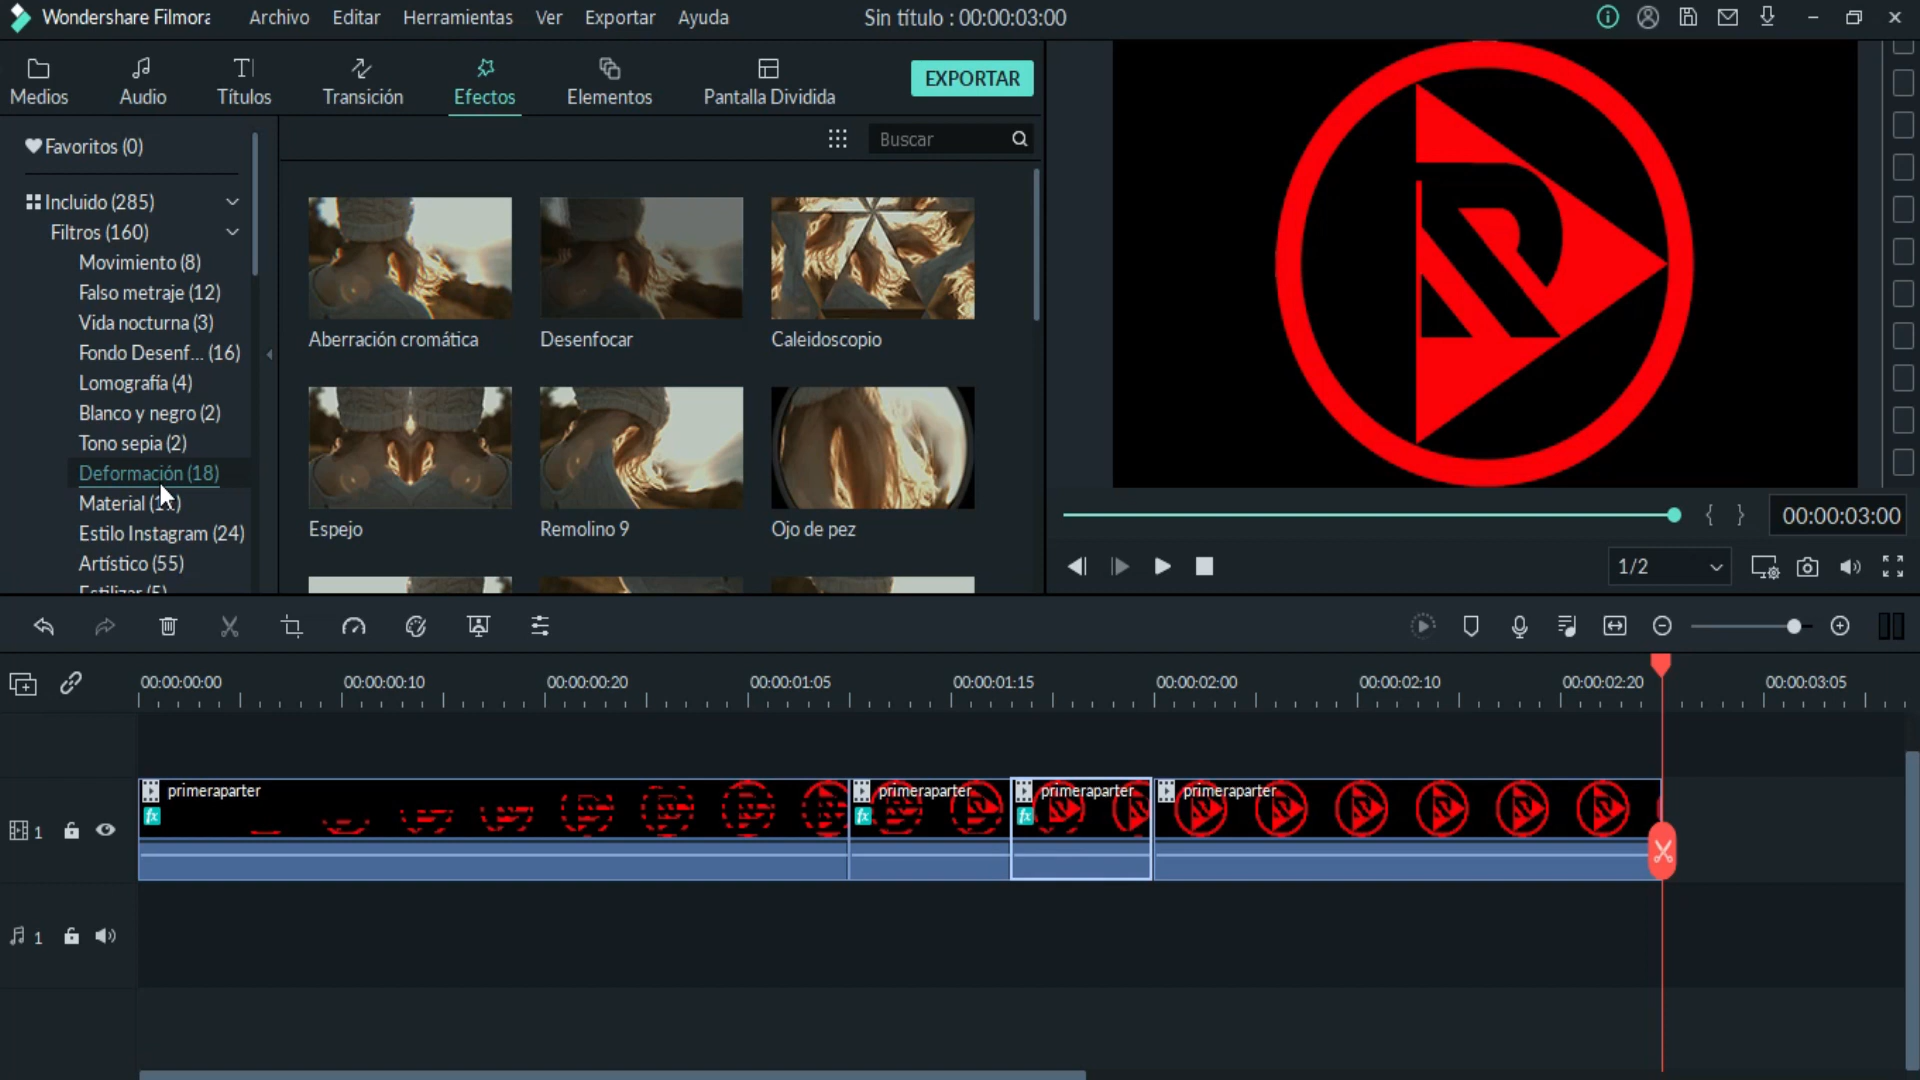 Wondershare Filmora
Archivo Editar Herramientas Ver Exportar Ayuda
Sin título : 00:00:03:00
Medios Audio Títulos Transición Efectos Elementos Pantalla Dividida
EXPORTAR
Favoritos (0)
Buscar
Incluido (285)
Filtros (160)
Movimiento (8)
Falso metraje (12)
Vida nocturna (3)
Fondo Desenf... (16)
Lomografía (4)
Blanco y negro (2)
Tono sepia (2)
Deformación (18)
Material
Estilo Instagram (24)
Artístico (55)
Estilizar (5)
Aberración cromática Desenfocar Caleidoscopio
Espejo Remolino 9 Ojo de pez
00:00:03:00
1/2
00:00:00:00 00:00:00:10 00:00:00:20 00:00:01:05 00:00:01:15 00:00:02:00 00:00:02:10 00:00:02:20 00:00:03:05
primeraparter primeraparter primeraparter primeraparter
fx fx fx
1
1